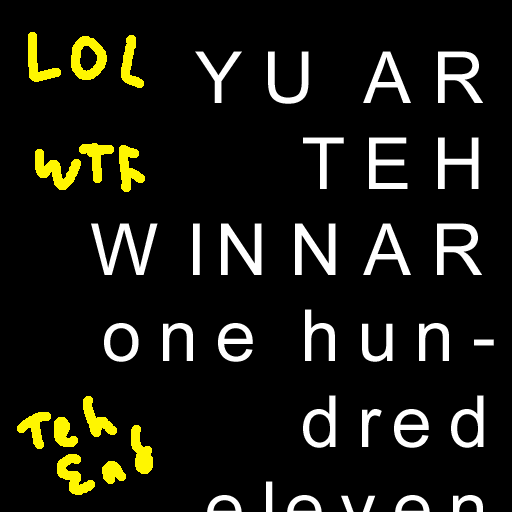 LOL
YU AR
WTF
TEH
WINNAR
one hun-
dred
Teh
End
eleven